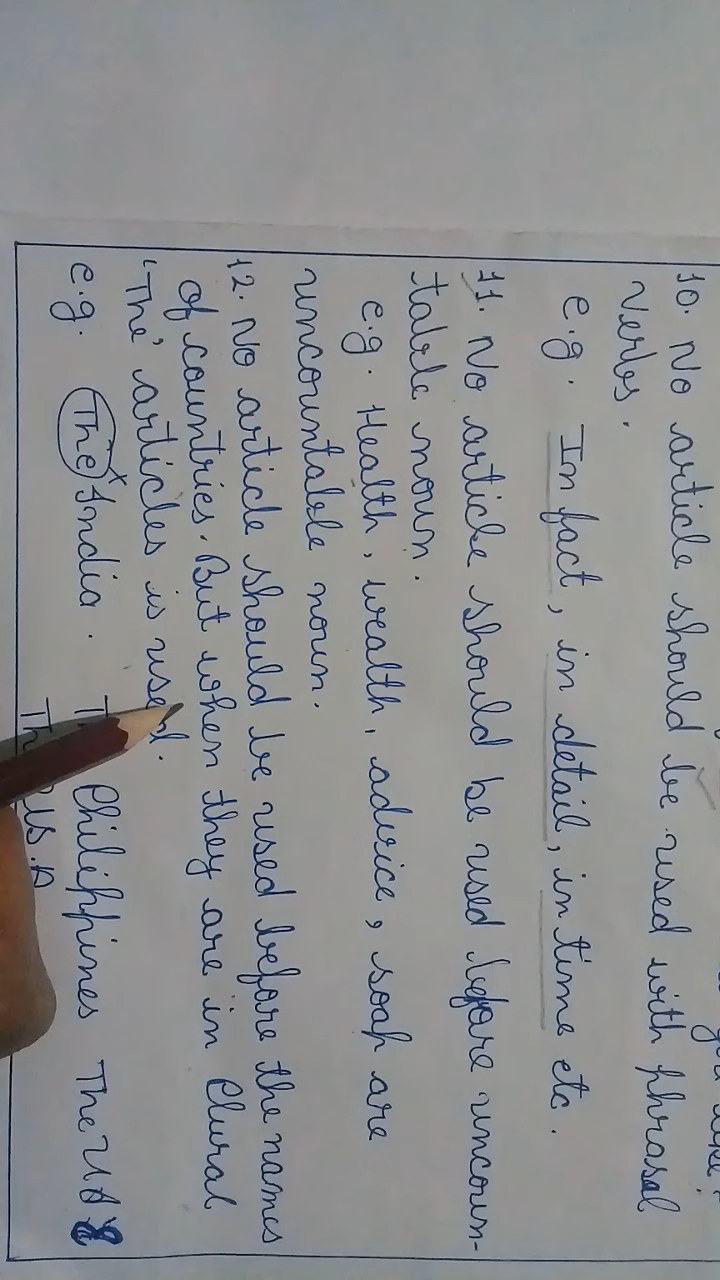 10. No article should be used with phrasal
verbs.
e.g. In fact, in detail, in time etc.
11. No article should be used before uncoun-
table noun.
e.g. Health, wealth, advice, soap are
uncountable noun.
12. No article should be used before the names
of countries. But when they are in Plural
'The' articles is used.
e.g. The India. Philippines The UA
U.S.A